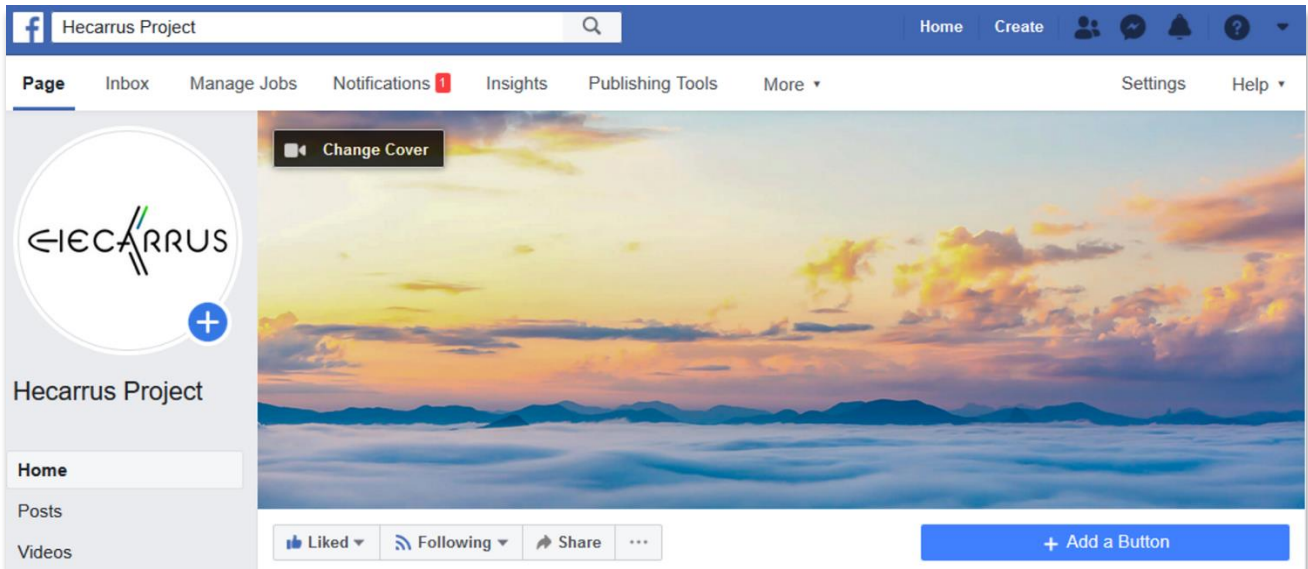 f Hecarrus Project Home Create
Page Inbox Manage Jobs Notifications 1 Insights Publishing Tools More Settings Help
Change Cover
HECARRUS
Hecarrus Project
Home
Posts
Videos
Liked Following Share ...
+ Add a Button